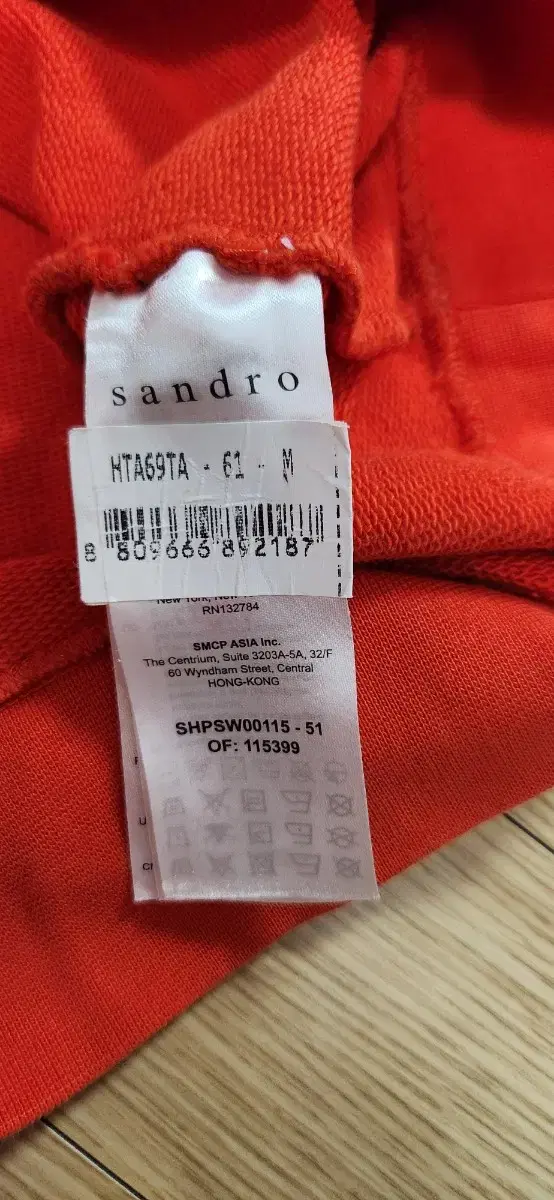 sandro
HTA69TA - 61 - M
8 809666 892187
New York, New
RN132784
SMCP ASIA Inc.
The Centrium, Suite 3203A-5A, 32/F
60 Wyndham Street, Central
HONG-KONG
SHPSW00115 - 51
OF: 115399